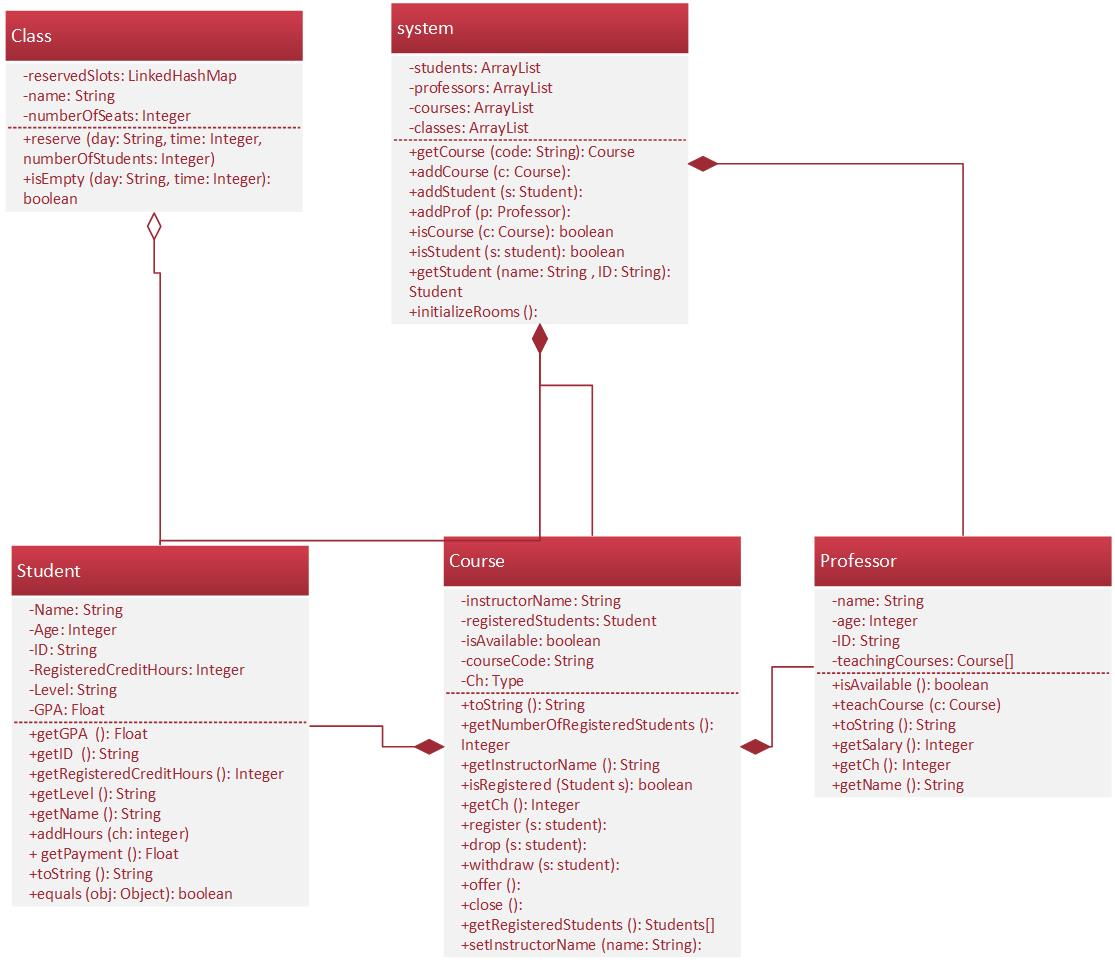 Class
-reservedSlots: LinkedHashMap
-name: String
-numberOfSeats: Integer
+reserve (day: String, time: Integer,
numberOfStudents: Integer)
+isEmpty (day: String, time: Integer):
boolean
system
-students: ArrayList
-professors: ArrayList
-courses: ArrayList
-classes: ArrayList
+getCourse (code: String): Course
+addCourse (c: Course):
+addStudent (s: Student):
+addProf (p: Professor):
+isCourse (c: Course): boolean
+isStudent (s: student): boolean
+getStudent (name: String , ID: String):
Student
+initializeRooms ():
Student
-Name: String
-Age: Integer
-ID: String
-RegisteredCreditHours: Integer
-Level: String
-GPA: Float
+getGPA  (): Float
+getID  (): String
+getRegisteredCreditHours (): Integer
+getLevel (): String
+getName (): String
+addHours (ch: integer)
+ getPayment (): Float
+toString (): String
+equals (obj: Object): boolean
Course
-instructorName: String
-registeredStudents: Student
-isAvailable: boolean
-courseCode: String
-Ch: Type
+toString (): String
+getNumberOfRegisteredStudents ():
Integer
+getInstructorName (): String
+isRegistered (Student s): boolean
+getCh (): Integer
+register (s: student):
+drop (s: student):
+withdraw (s: student):
+offer ():
+close ():
+getRegisteredStudents (): Students[]
+setInstructorName (name: String):
Professor
-name: String
-age: Integer
-ID: String
-teachingCourses: Course[]
+isAvailable (): boolean
+teachCourse (c: Course)
+toString (): String
+getSalary (): Integer
+getCh (): Integer
+getName (): String